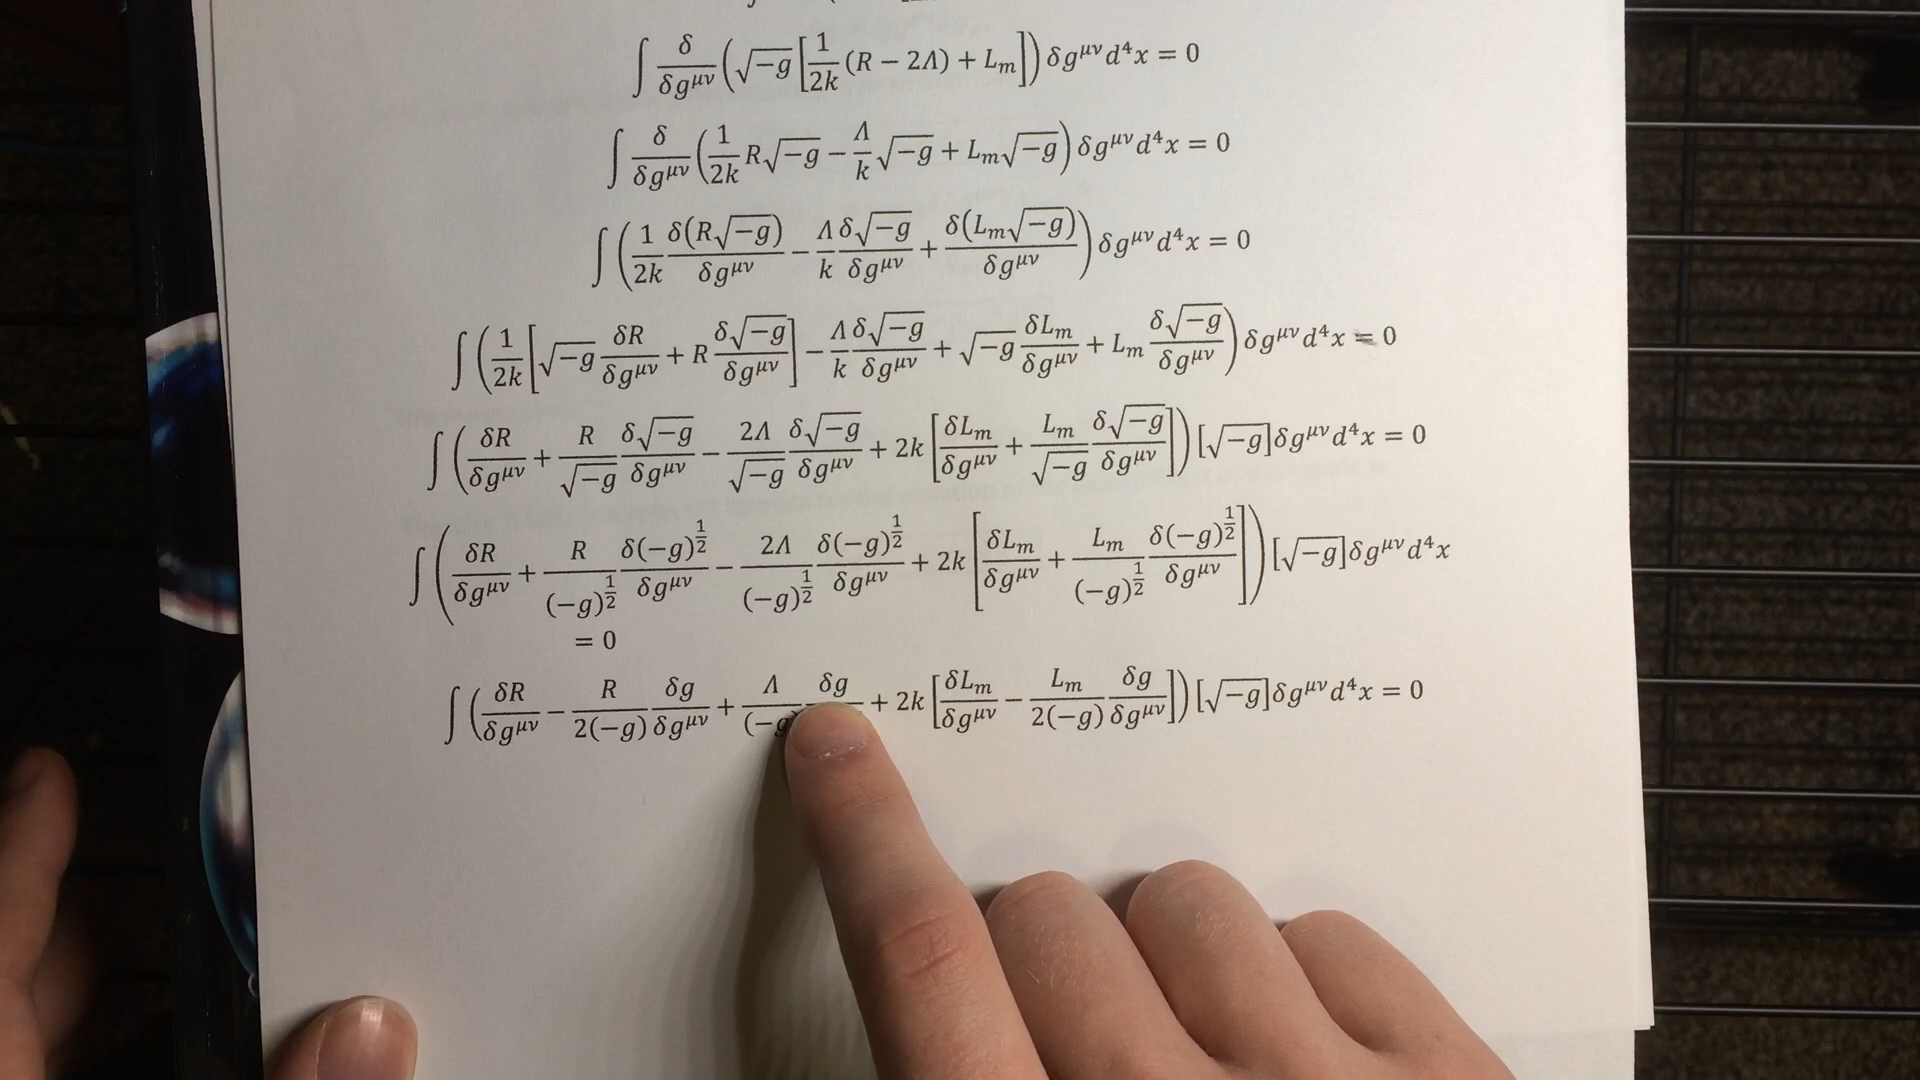 ∫ δ/δg^{μν} (√−g [1/2k (R − 2Λ) + L_m]) δg^{μν} d⁴x = 0
∫ δ/δg^{μν} (1/2k R√−g − Λ/k √−g + L_m√−g) δg^{μν} d⁴x = 0
∫ (1/2k δ(R√−g)/δg^{μν} − Λ/k δ√−g/δg^{μν} + δ(L_m√−g)/δg^{μν}) δg^{μν} d⁴x = 0
∫ (1/2k [√−g δR/δg^{μν} + R δ√−g/δg^{μν}] − Λ/k δ√−g/δg^{μν} + √−g δL_m/δg^{μν} + L_m δ√−g/δg^{μν}) δg^{μν} d⁴x = 0
∫ (δR/δg^{μν} + R/√−g δ√−g/δg^{μν} − 2Λ/√−g δ√−g/δg^{μν} + 2k [δL_m/δg^{μν} + L_m/√−g δ√−g/δg^{μν}]) [√−g] δg^{μν} d⁴x = 0
∫ (δR/δg^{μν} + R/(−g)^{1/2} δ(−g)^{1/2}/δg^{μν} − 2Λ/(−g)^{1/2} δ(−g)^{1/2}/δg^{μν} + 2k [δL_m/δg^{μν} + L_m/(−g)^{1/2} δ(−g)^{1/2}/δg^{μν}]) [√−g] δg^{μν} d⁴x
= 0
∫ (δR/δg^{μν} − R/2(−g) δg/δg^{μν} + Λ/(−g δg + 2k [δL_m/δg^{μν} − L_m/2(−g) δg/δg^{μν}]) [√−g] δg^{μν} d⁴x = 0